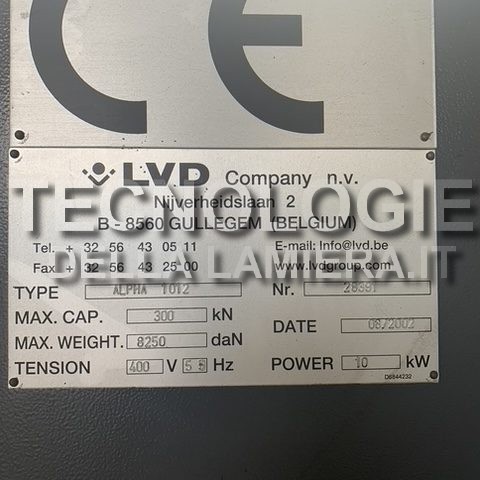 CE
LVD Company n.v.
Nijverheidslaan 2
B - 8560 GULLEGEM (BELGIUM)
TECNOLOGIE
DELLA LAMIERA.IT
Tel. + 32 56 43 05 11 E-mail: Info@lvd.be
Fax + 32 56 43 25 00 www.lvdgroup.com
TYPE ALPHA 1012 Nr.
MAX. CAP. 300 kN
DATE 08/2002
MAX. WEIGHT. 8250 daN
TENSION 400 V Hz POWER 10 kW
D6844232